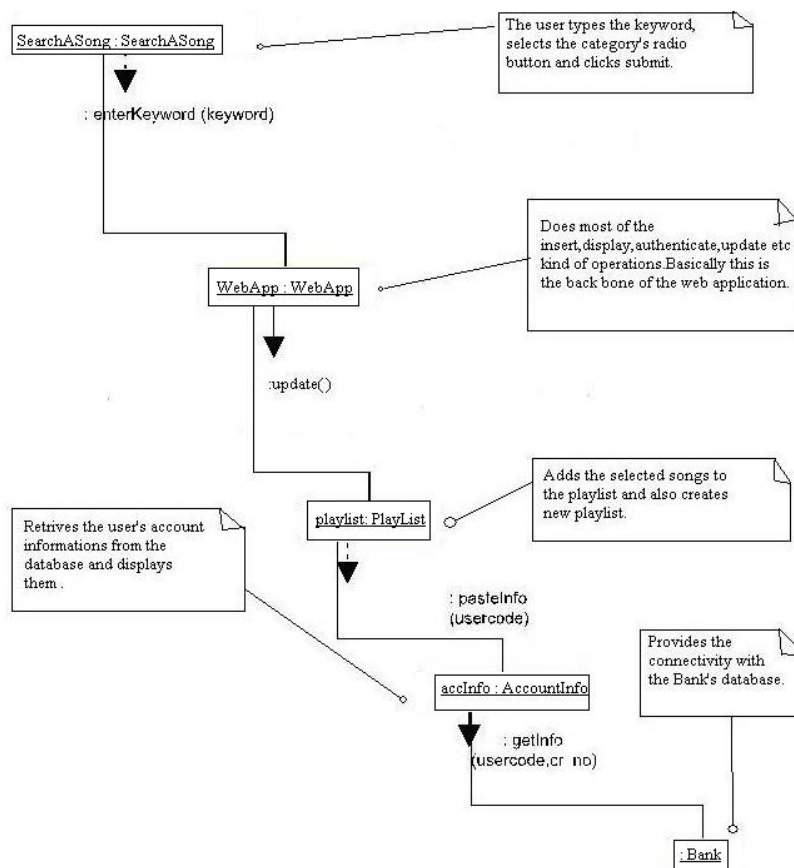 SearchASong : SearchASong
The user types the keyword,
selects the category's radio
button and clicks submit.
: enterKeyword (keyword)
Does most of the
insert,display,authenticate,update etc
kind of operations.Basically this is
the back bone of the web application.
WebApp : WebApp
:update()
Adds the selected songs to
the playlist and also creates
new playlist.
playlist: PlayList
Retrives the user's account
informations from the
database and displays
them .
: pasteInfo
(usercode)
Provides the
connectivity with
the Bank's database.
accInfo : AccountInfo
: getInfo
(usercode,cr_no)
: Bank